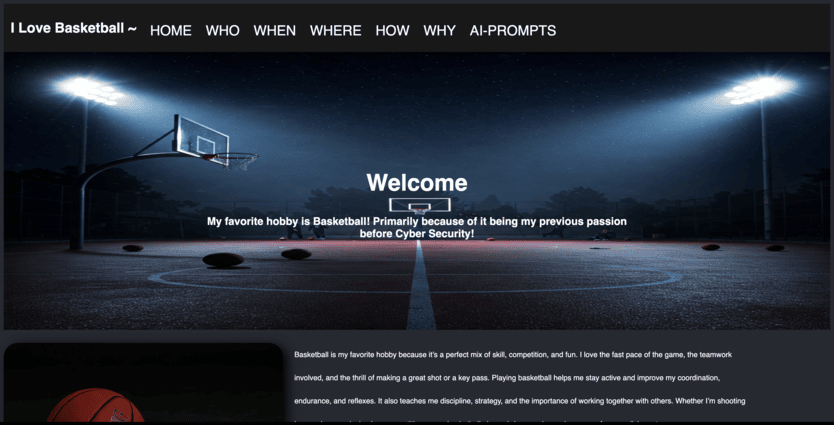 I Love Basketball ~ HOME WHO WHEN WHERE HOW WHY AI-PROMPTS
Welcome
My favorite hobby is Basketball! Primarily because of it being my previous passion
before Cyber Security!
Basketball is my favorite hobby because it's a perfect mix of skill, competition, and fun. I love the fast pace of the game, the teamwork
involved, and the thrill of making a great shot or a key pass. Playing basketball helps me stay active and improve my coordination,
endurance, and reflexes. It also teaches me discipline, strategy, and the importance of working together with others. Whether I'm shooting